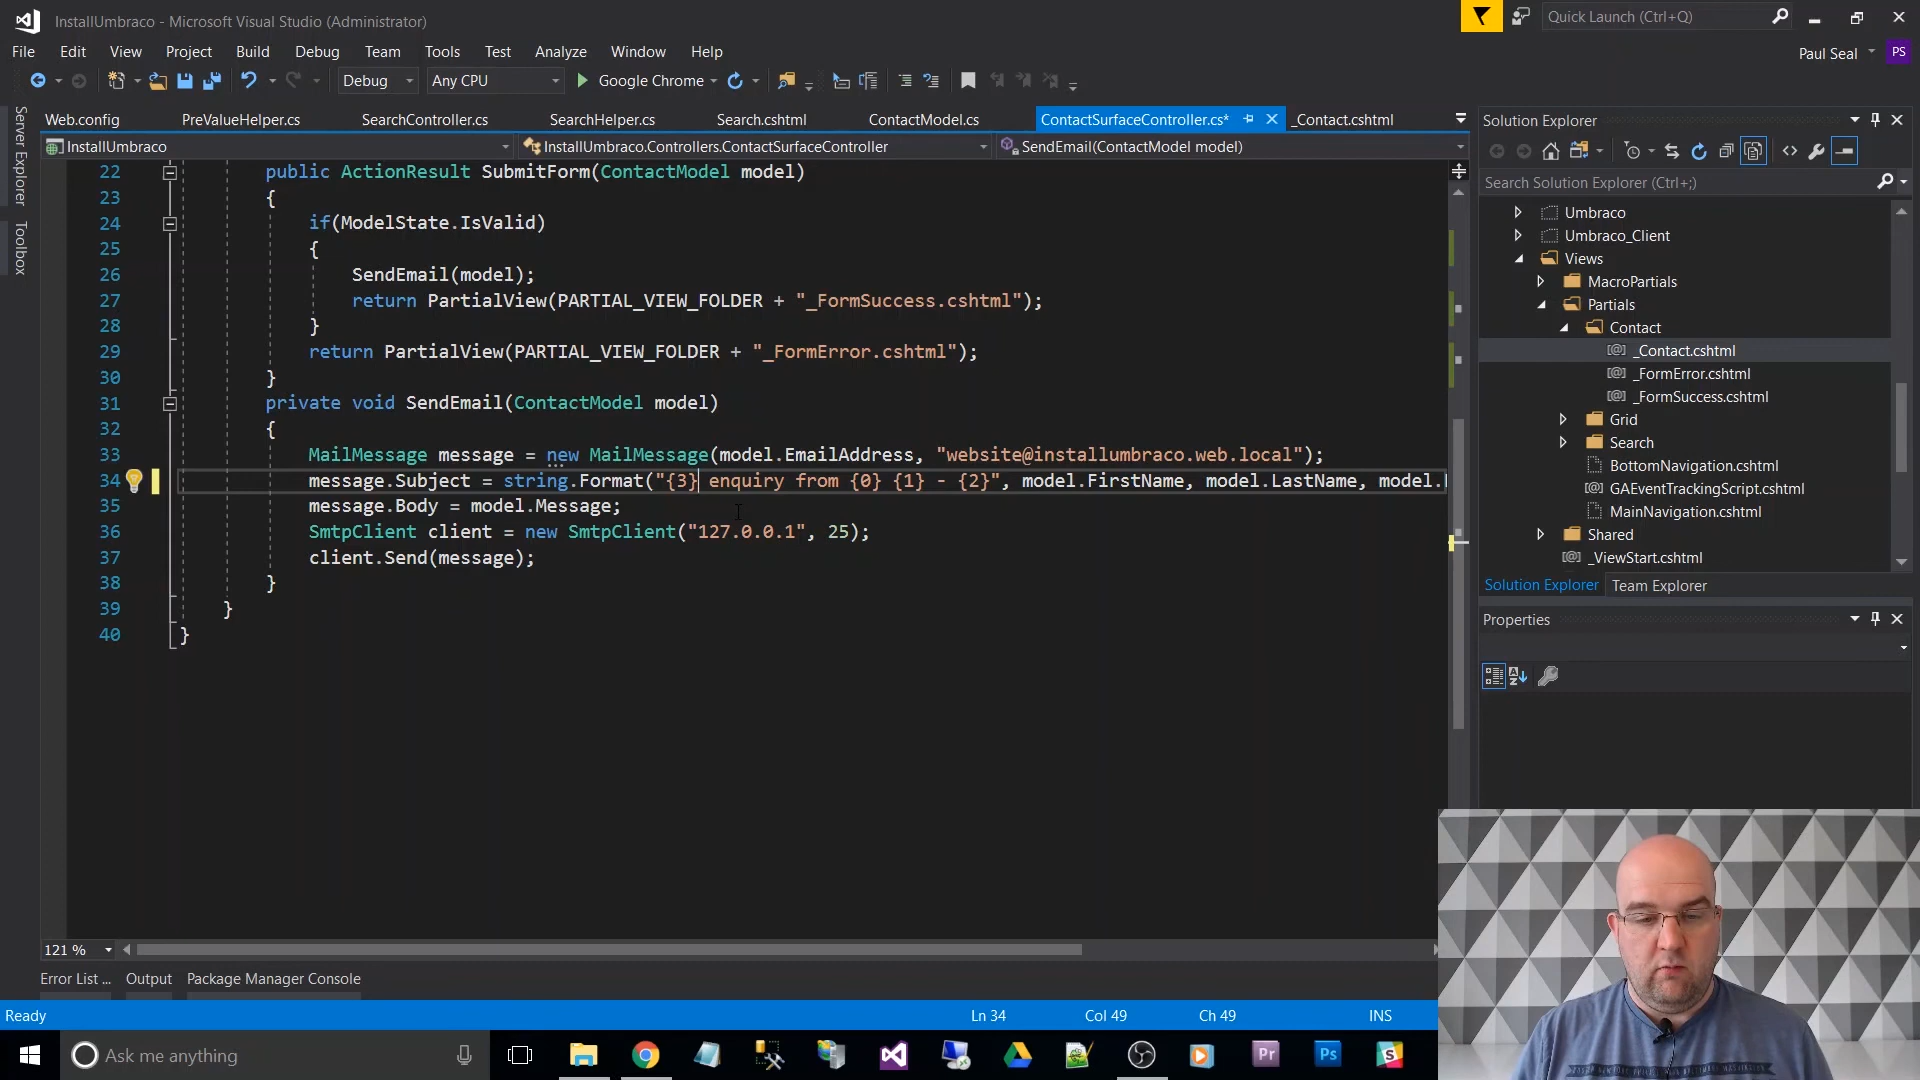 InstallUmbraco - Microsoft Visual Studio (Administrator)
Quick Launch (Ctrl+Q)
File Edit View Project Build Debug Team Tools Test Analyze Window Help
Paul Seal PS
Debug Any CPU Google Chrome
Server Explorer
Toolbox
Web.config PreValueHelper.cs SearchController.cs SearchHelper.cs Search.cshtml ContactModel.cs ContactSurfaceController.cs* _Contact.cshtml
InstallUmbraco InstallUmbraco.Controllers.ContactSurfaceController SendEmail(ContactModel model)
22 public ActionResult SubmitForm(ContactModel model)
23 {
24 if(ModelState.IsValid)
25 {
26 SendEmail(model);
27 return PartialView(PARTIAL_VIEW_FOLDER + "_FormSuccess.cshtml");
28 }
29 return PartialView(PARTIAL_VIEW_FOLDER + "_FormError.cshtml");
30 }
31 private void SendEmail(ContactModel model)
32 {
33 MailMessage message = new MailMessage(model.EmailAddress, "website@installumbraco.web.local");
34 message.Subject = string.Format("{3} enquiry from {0} {1} - {2}", model.FirstName, model.LastName, model.
35 message.Body = model.Message;
36 SmtpClient client = new SmtpClient("127.0.0.1", 25);
37 client.Send(message);
38 }
39 }
40 }
121 %
Error List ... Output Package Manager Console
Ready Ln 34 Col 49 Ch 49 INS
Solution Explorer
Search Solution Explorer (Ctrl+;)
Umbraco
Umbraco_Client
Views
MacroPartials
Partials
Contact
_Contact.cshtml
_FormError.cshtml
_FormSuccess.cshtml
Grid
Search
BottomNavigation.cshtml
GAEventTrackingScript.cshtml
MainNavigation.cshtml
Shared
_ViewStart.cshtml
Solution Explorer Team Explorer
Properties
Ask me anything
Pr Ps